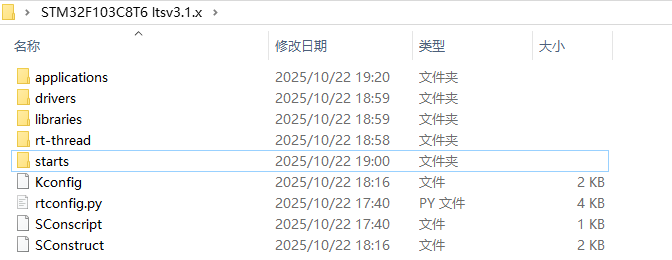 STM32F103C8T6 ltsv3.1.x
名称 修改日期 类型 大小
applications 2025/10/22 19:20 文件夹
drivers 2025/10/22 18:59 文件夹
libraries 2025/10/22 18:59 文件夹
rt-thread 2025/10/22 18:58 文件夹
starts 2025/10/22 19:00 文件夹
Kconfig 2025/10/22 18:16 文件 2 KB
rtconfig.py 2025/10/22 17:40 PY 文件 4 KB
SConscript 2025/10/22 17:40 文件 1 KB
SConstruct 2025/10/22 18:16 文件 2 KB